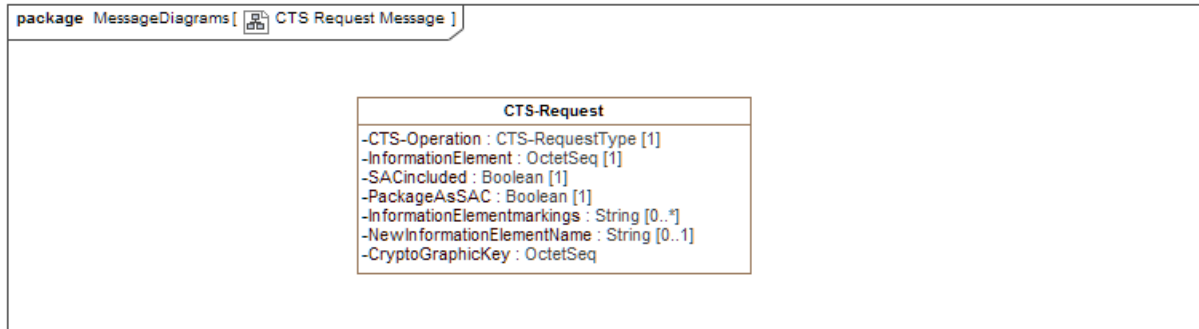 package MessageDiagrams [ CTS Request Message ]
CTS-Request
-CTS-Operation : CTS-RequestType [1]
-InformationElement : OctetSeq [1]
-SACincluded : Boolean [1]
-PackageAsSAC : Boolean [1]
-InformationElementmarkings : String [0..*]
-NewInformationElementName : String [0..1]
-CryptoGraphicKey : OctetSeq